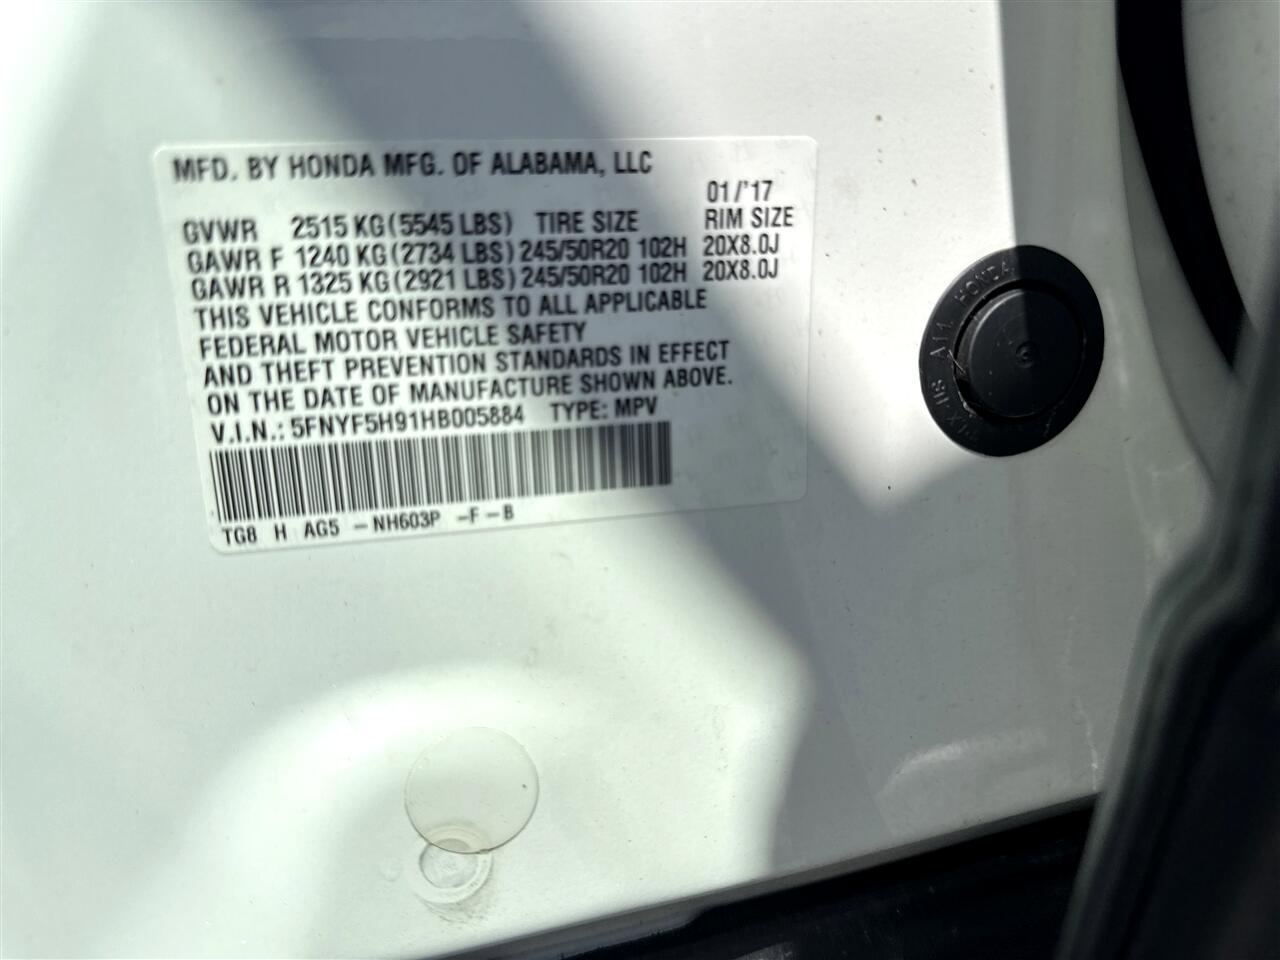 MFD. BY HONDA MFG. OF ALABAMA, LLC
01/'17
GVWR 2515 KG (5545 LBS) TIRE SIZE RIM SIZE
GAWR F 1240 KG (2734 LBS) 245/50R20 102H 20X8.0J
GAWR R 1325 KG (2921 LBS) 245/50R20 102H 20X8.0J
THIS VEHICLE CONFORMS TO ALL APPLICABLE
FEDERAL MOTOR VEHICLE SAFETY
AND THEFT PREVENTION STANDARDS IN EFFECT
ON THE DATE OF MANUFACTURE SHOWN ABOVE.
V.I.N.: 5FNYF5H91HB005884 TYPE: MPV
TG8 H AG5 -NH603P -F-B
A11 HONDA